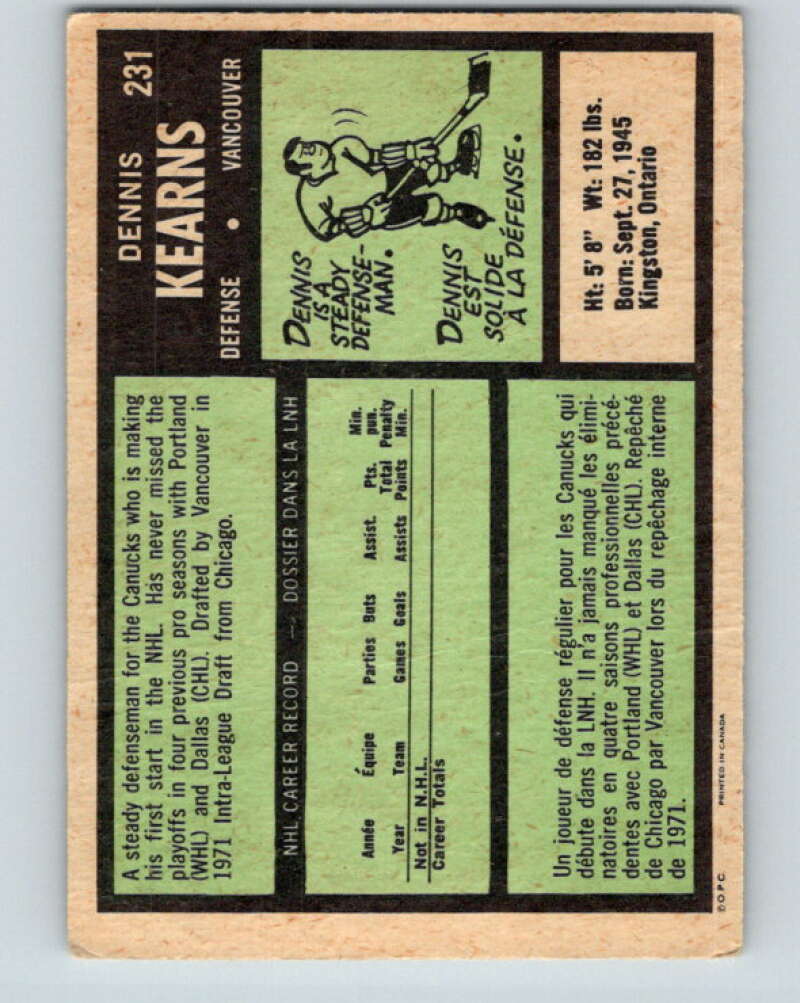 DENNIS 231
KEARNS
DEFENSE • VANCOUVER
A steady defenseman for the Canucks who is making
his first start in the NHL. Has never missed the
playoffs in four previous pro seasons with Portland
(WHL) and Dallas (CHL). Drafted by Vancouver in
1971 Intra-League Draft from Chicago.
DENNIS
IS A
STEADY
DEFENSE-
MAN.
DENNIS
EST
SOLIDE
À LA DÉFENSE.
NHL CAREER RECORD — DOSSIER DANS LA LNH
Année Équipe Parties Buts Assist. Pts. Min. pun.
Year Team Games Goals Assists Total Points Penalty Min.
Not in N.H.L.
Career Totals
Ht: 5' 8" Wt: 182 lbs.
Born: Sept. 27, 1945
Kingston, Ontario
Un joueur de défense régulier pour les Canucks qui
débute dans la LNH. Il n'a jamais manqué les élimi-
natoires en quatre saisons professionnelles précé-
dentes avec Portland (WHL) et Dallas (CHL). Repêché
de Chicago par Vancouver lors du repêchage interne
de 1971.
© O.P.C. PRINTED IN CANADA